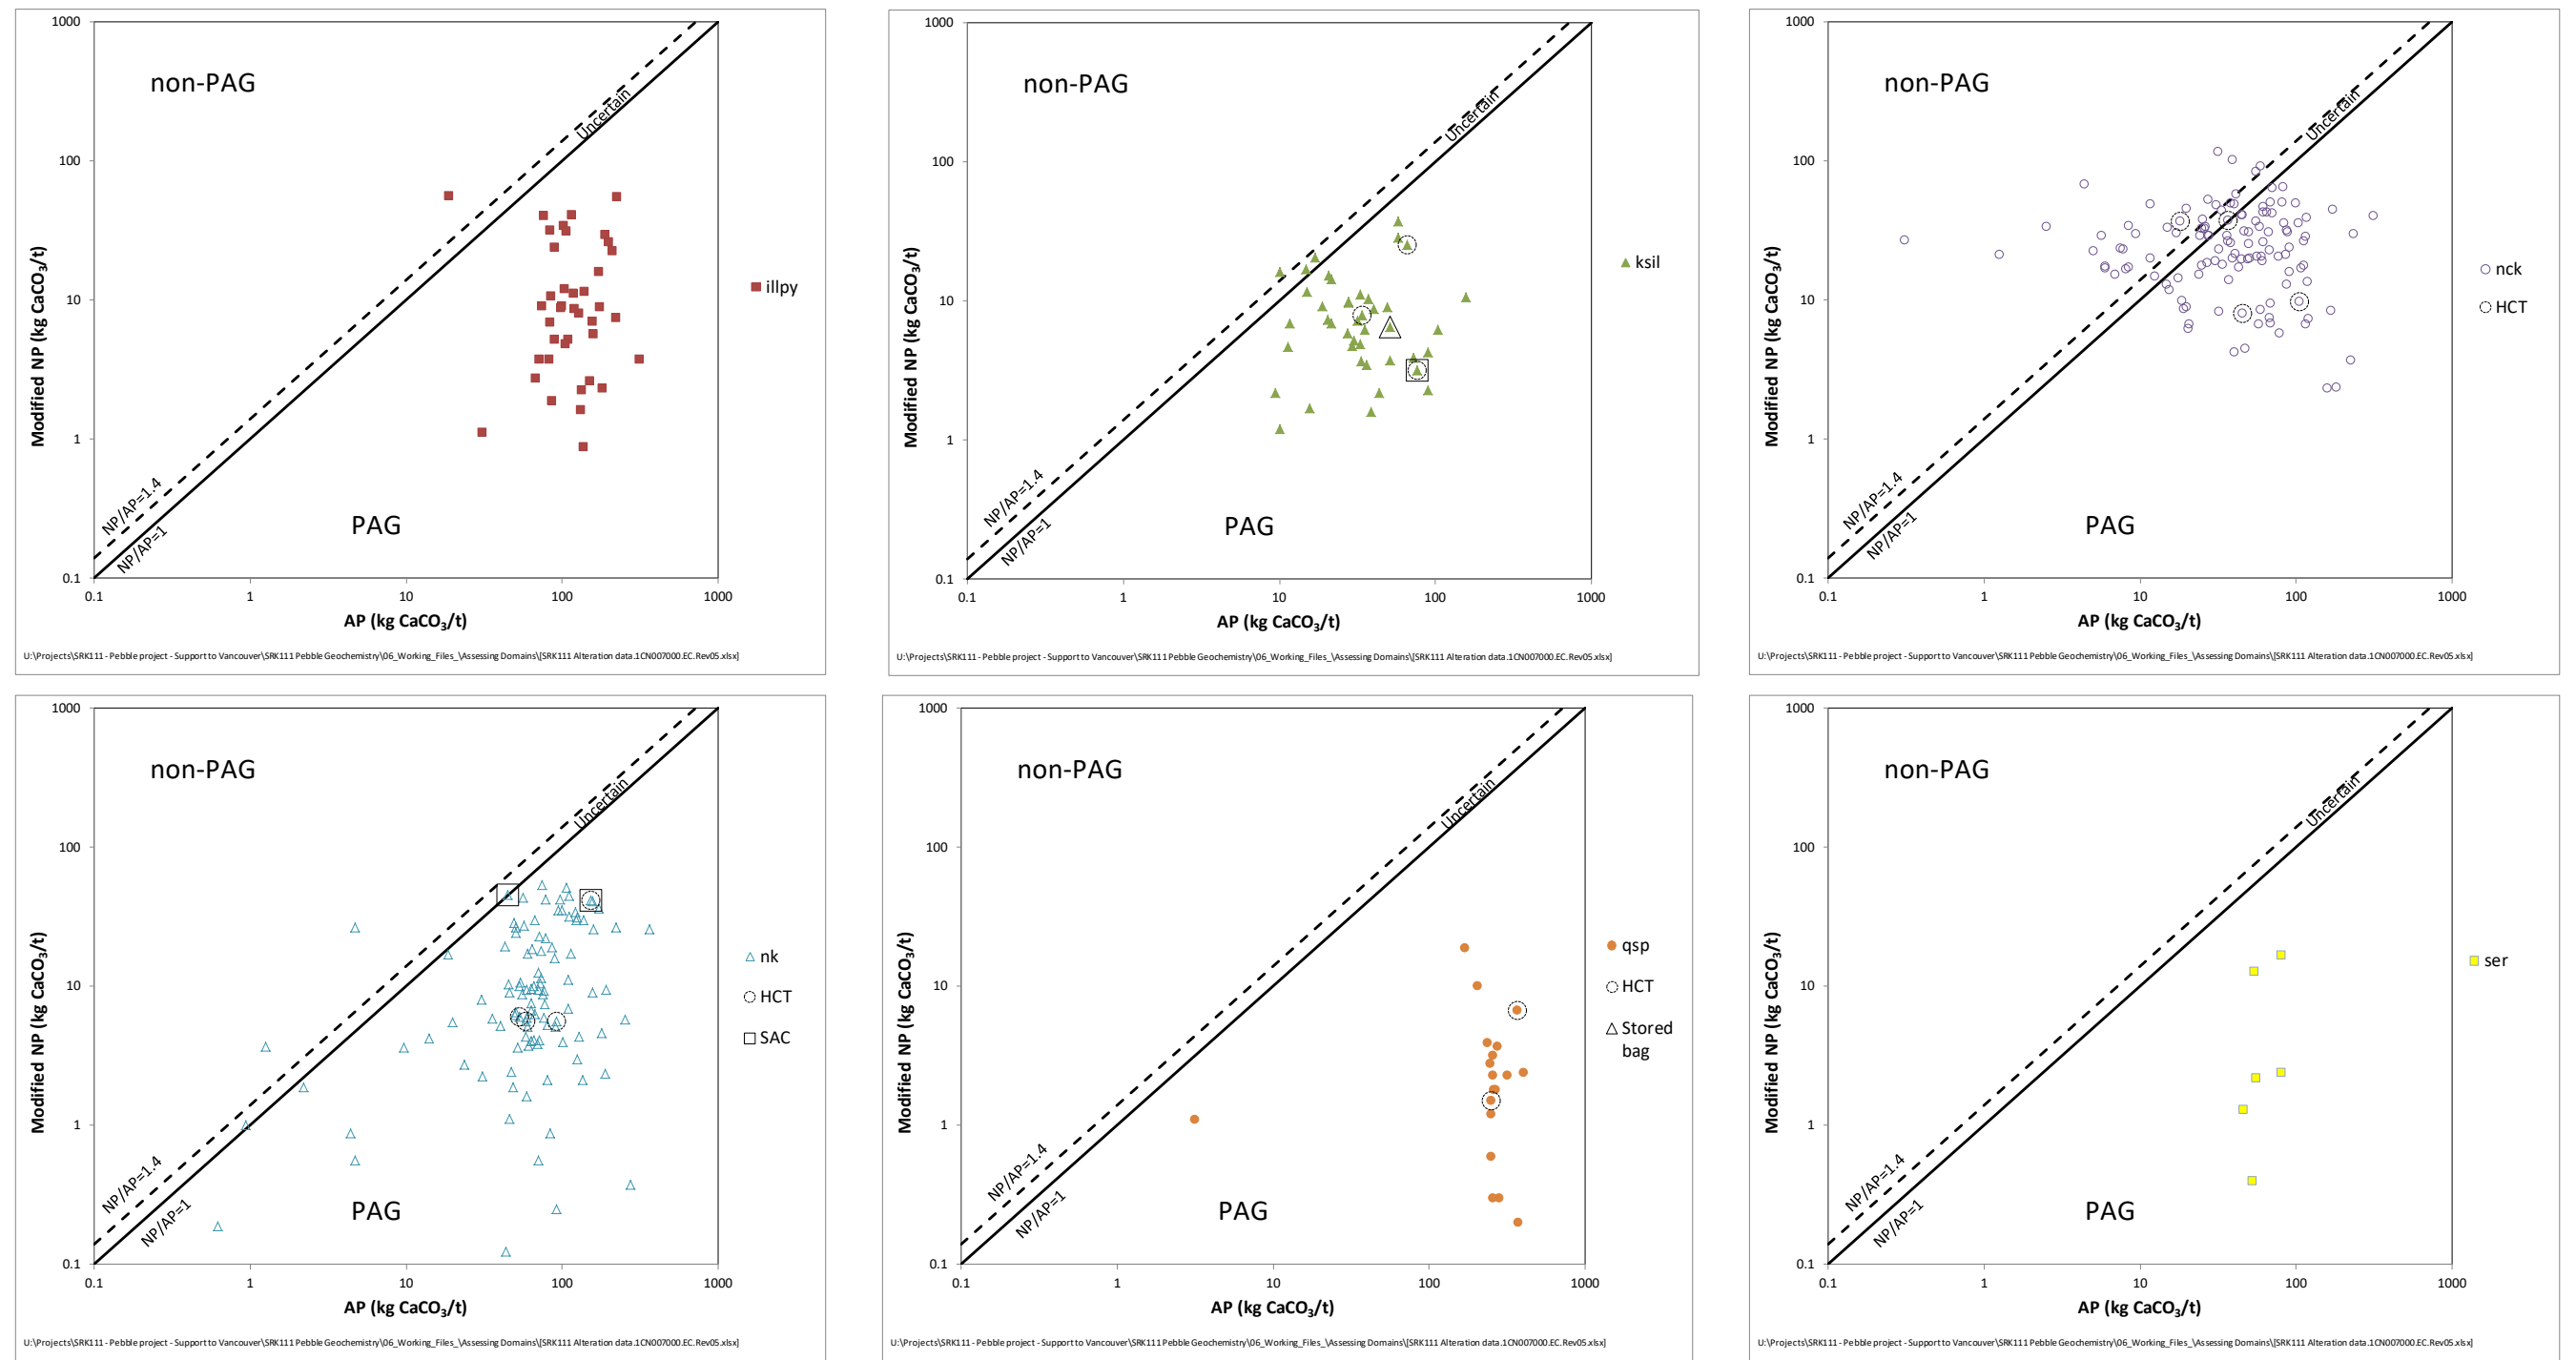 1000
non-PAG
Uncertain
100
10
1
0.1
NP/AP=1.4
NP/AP=1
PAG
Modified NP (kg CaCO₃/t)
0.1 1 10 100 1000
AP (kg CaCO₃/t)
illpy
U:\Projects\SRK111 - Pebble project - Support to Vancouver\SRK111 Pebble Geochemistry\06_Working_Files_\Assessing Domains\[SRK111 Alteration data.1CN007000.EC.Rev05.xlsx]
1000
non-PAG
Uncertain
100
10
1
0.1
NP/AP=1.4
NP/AP=1
PAG
Modified NP (kg CaCO₃/t)
0.1 1 10 100 1000
AP (kg CaCO₃/t)
ksil
U:\Projects\SRK111 - Pebble project - Support to Vancouver\SRK111 Pebble Geochemistry\06_Working_Files_\Assessing Domains\[SRK111 Alteration data.1CN007000.EC.Rev05.xlsx]
1000
non-PAG
Uncertain
100
10
1
0.1
NP/AP=1.4
NP/AP=1
PAG
Modified NP (kg CaCO₃/t)
0.1 1 10 100 1000
AP (kg CaCO₃/t)
nck
HCT
U:\Projects\SRK111 - Pebble project - Support to Vancouver\SRK111 Pebble Geochemistry\06_Working_Files_\Assessing Domains\[SRK111 Alteration data.1CN007000.EC.Rev05.xlsx]
1000
non-PAG
Uncertain
100
10
1
0.1
NP/AP=1.4
NP/AP=1
PAG
Modified NP (kg CaCO₃/t)
0.1 1 10 100 1000
AP (kg CaCO₃/t)
nk
HCT
SAC
U:\Projects\SRK111 - Pebble project - Support to Vancouver\SRK111 Pebble Geochemistry\06_Working_Files_\Assessing Domains\[SRK111 Alteration data.1CN007000.EC.Rev05.xlsx]
1000
non-PAG
Uncertain
100
10
1
0.1
NP/AP=1.4
NP/AP=1
PAG
Modified NP (kg CaCO₃/t)
0.1 1 10 100 1000
AP (kg CaCO₃/t)
qsp
HCT
Stored
bag
U:\Projects\SRK111 - Pebble project - Support to Vancouver\SRK111 Pebble Geochemistry\06_Working_Files_\Assessing Domains\[SRK111 Alteration data.1CN007000.EC.Rev05.xlsx]
1000
non-PAG
Uncertain
100
10
1
0.1
NP/AP=1.4
NP/AP=1
PAG
Modified NP (kg CaCO₃/t)
0.1 1 10 100 1000
AP (kg CaCO₃/t)
ser
U:\Projects\SRK111 - Pebble project - Support to Vancouver\SRK111 Pebble Geochemistry\06_Working_Files_\Assessing Domains\[SRK111 Alteration data.1CN007000.EC.Rev05.xlsx]